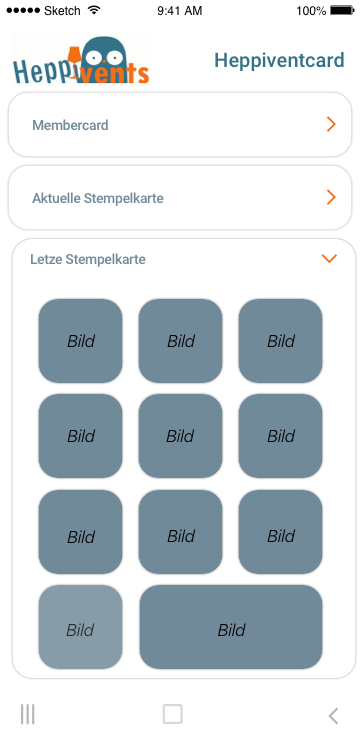 Sketch 9:41 AM 100%
Heppivents
Heppiventcard
Membercard
Aktuelle Stempelkarte
Letze Stempelkarte
Bild Bild Bild
Bild Bild Bild
Bild Bild Bild
Bild Bild